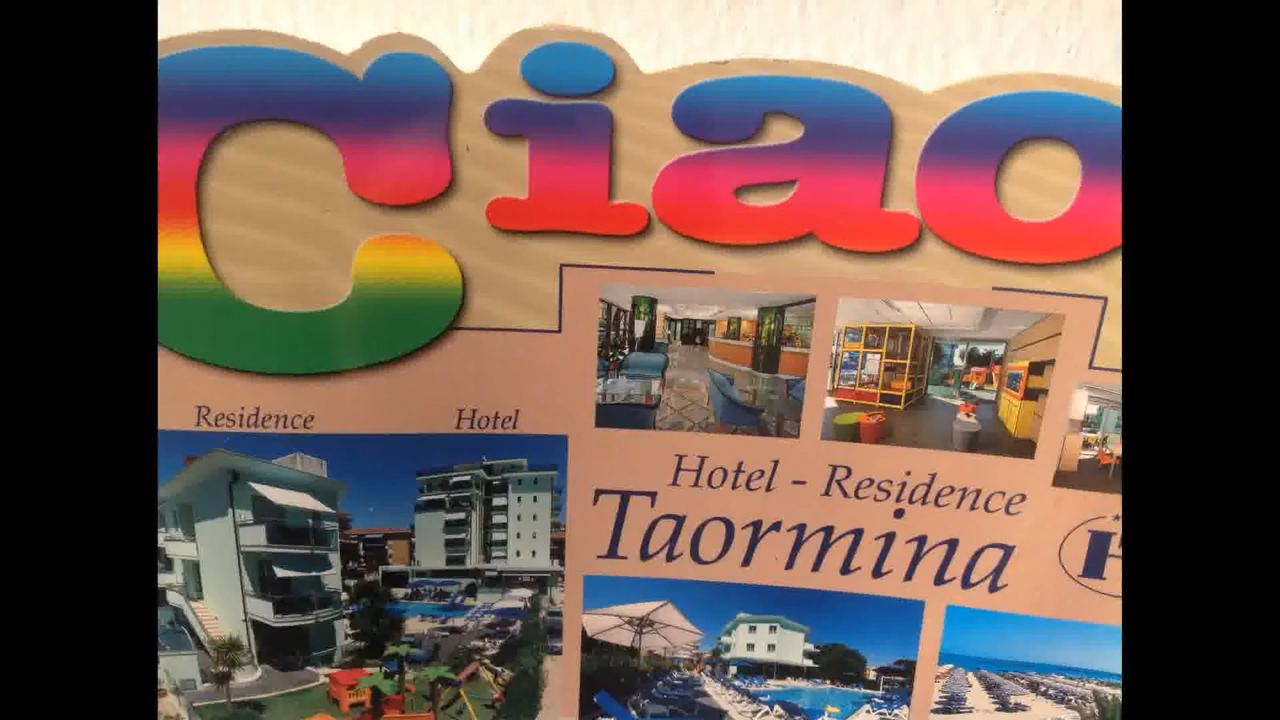 Ciao
Residence
Hotel
Hotel - Residence
Taormina
H